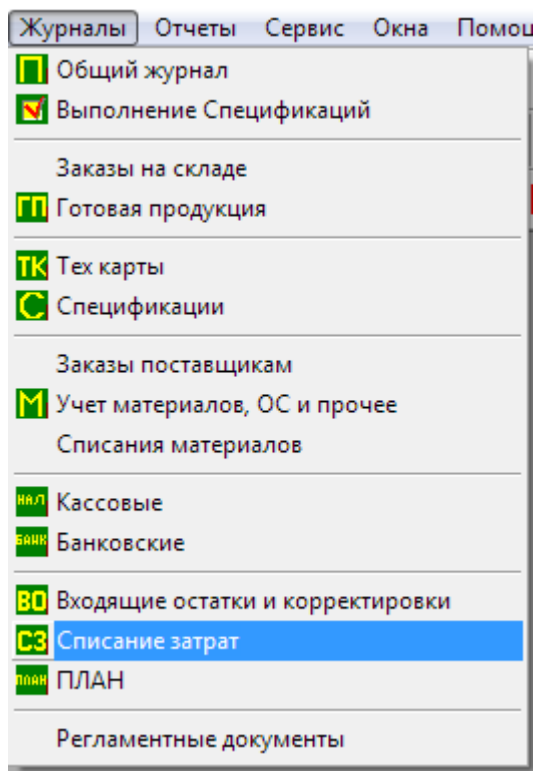 Журналы Отчеты Сервис Окна Помощ
П Общий журнал
Выполнение Спецификаций
Заказы на складе
ГП Готовая продукция
ТК Тех карты
С Спецификации
Заказы поставщикам
М Учет материалов, ОС и прочее
Списания материалов
НАЛ Кассовые
БАНК Банковские
ВО Входящие остатки и корректировки
СЗ Списание затрат
ПЛАН ПЛАН
Регламентные документы